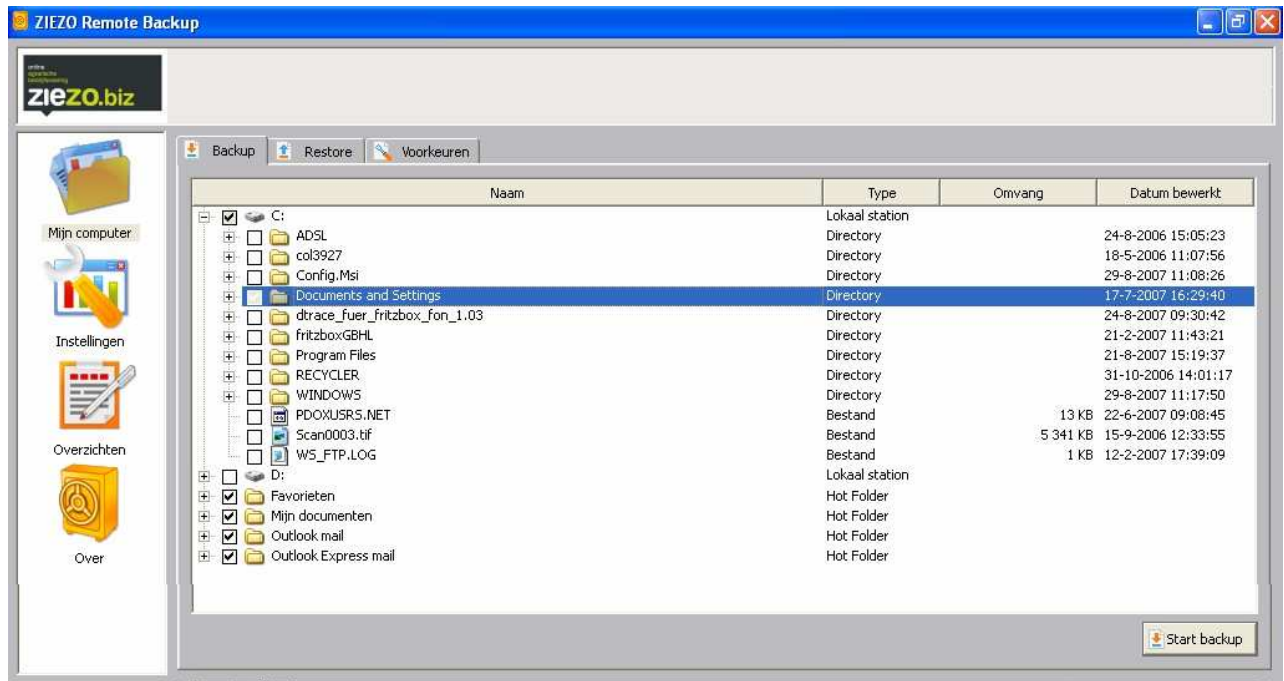 ZIEZO Remote Backup
online
agrarische
bedrijfsvoering
ziezo.biz
Mijn computer
Instellingen
Overzichten
Over
Backup Restore Voorkeuren
Naam Type Omvang Datum bewerkt
C: Lokaal station
ADSL Directory 24-8-2006 15:05:23
col3927 Directory 18-5-2006 11:07:56
Config.Msi Directory 29-8-2007 11:08:26
Documents and Settings Directory 17-7-2007 16:29:40
dtrace_fuer_fritzbox_fon_1.03 Directory 24-8-2007 09:30:42
fritzboxGBHL Directory 21-2-2007 11:43:21
Program Files Directory 21-8-2007 15:19:37
RECYCLER Directory 31-10-2006 14:01:17
WINDOWS Directory 29-8-2007 11:17:50
PDOXUSRS.NET Bestand 13 KB 22-6-2007 09:08:45
Scan0003.tif Bestand 5 341 KB 15-9-2006 12:33:55
WS_FTP.LOG Bestand 1 KB 12-2-2007 17:39:09
D: Lokaal station
Favorieten Hot Folder
Mijn documenten Hot Folder
Outlook mail Hot Folder
Outlook Express mail Hot Folder
Start backup